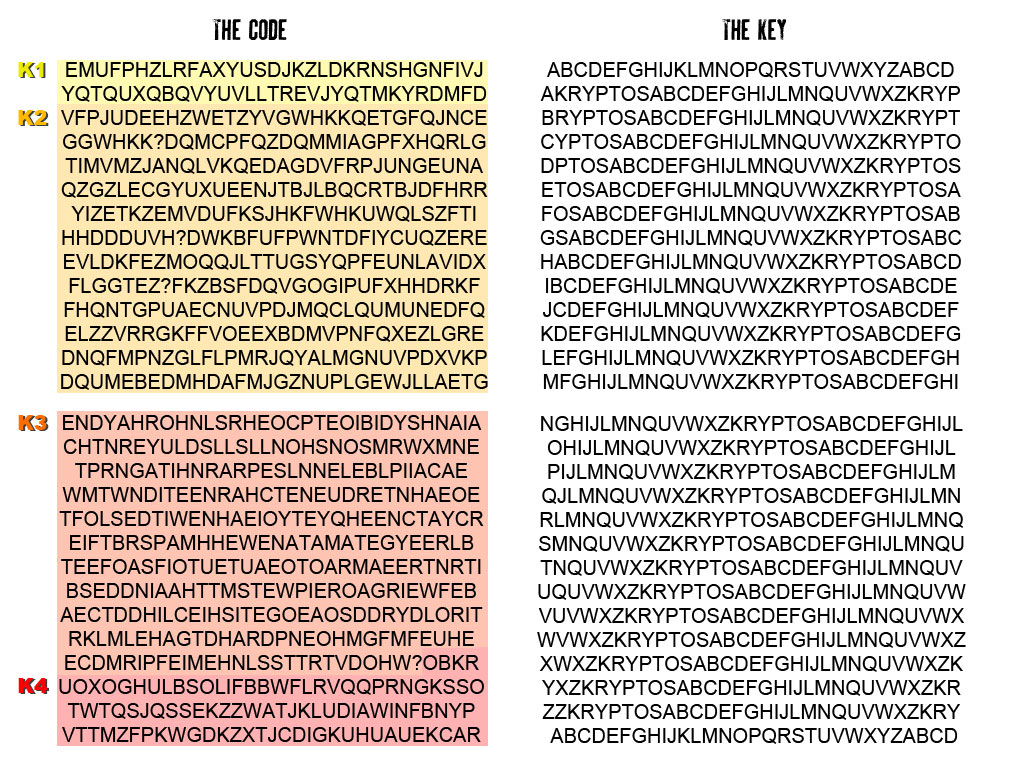 THE CODE
K1 EMUFPHZLRFAXYUSDJKZLDKRNSHGNFIVJ
YQTQUXQBQVYUVLLTREVJYQTMKYRDMFD
K2 VFPJUDEEHZWETZYVGWHKKQETGFQJNCE
GGWHKK?DQMCPFQZDQMMIAGPFXHQRLG
TIMVMZJANQLVKQEDAGDVFRPJUNGEUNA
QZGZLECGYUXUEENJTBJLBQCRTBJDFHRR
YIZETKZEMVDUFKSJHKFWHKUWQLSZFTI
HHDDDUVH?DWKBFUFPWNTDFIYCUQZERE
EVLDKFEZMOQQJLTTUGSYQPFEUNLAVIDX
FLGGTEZ?FKZBSFDQVGOGIPUFXHHDRKF
FHQNTGPUAECNUVPDJMQCLQUMUNEDFQ
ELZZVRRGKFFVOEEXBDMVPNFQXEZLGRE
DNQFMPNZGLFLPMRJQYALMGNUVPDXVKP
DQUMEBEDMHDAFMJGZNUPLGEWJLLAETG
K3 ENDYAHROHNLSRHEOCPTEOIBIDYSHNAIA
CHTNREYULDSLLSLLNOHSNOSMRWXMNE
TPRNGATIHNRARPESLNNELEBLPIIACAE
WMTWNDITEENRAHCTENEUDRETNHAEOE
TFOLSEDTIWENHAEIOYTEYQHEENCTAYCR
EIFTBRSPAMHHEWENATAMATEGYEERLB
TEEFOASFIOTUETUAEOTOARMAEERTNRTI
BSEDDNIAAHTTMSTEWPIEROAGRIEWFEB
AECTDDHILCEIHSITEGOEAOSDDRYDLORIT
RKLMLEHAGTDHARDPNEOHMGFMFEUHE
ECDMRIPFEIMEHNLSSTTRTVDOHW?OBKR
K4 UOXOGHULBSOLIFBBWFLRVQQPRNGKSSO
TWTQSJQSSEKZZWATJKLUDIAWINFBNYP
VTTMZFPKWGDKZXTJCDIGKUHUAUEKCAR
THE KEY
ABCDEFGHIJKLMNOPQRSTUVWXYZABCD
AKRYPTOSABCDEFGHIJLMNQUVWXZKRYP
BRYPTOSABCDEFGHIJLMNQUVWXZKRYPT
CYPTOSABCDEFGHIJLMNQUVWXZKRYPTO
DPTOSABCDEFGHIJLMNQUVWXZKRYPTOS
ETOSABCDEFGHIJLMNQUVWXZKRYPTOSA
FOSABCDEFGHIJLMNQUVWXZKRYPTOSAB
GSABCDEFGHIJLMNQUVWXZKRYPTOSABC
HABCDEFGHIJLMNQUVWXZKRYPTOSABCD
IBCDEFGHIJLMNQUVWXZKRYPTOSABCDE
JCDEFGHIJLMNQUVWXZKRYPTOSABCDEF
KDEFGHIJLMNQUVWXZKRYPTOSABCDEFG
LEFGHIJLMNQUVWXZKRYPTOSABCDEFGH
MFGHIJLMNQUVWXZKRYPTOSABCDEFGHI
NGHIJLMNQUVWXZKRYPTOSABCDEFGHIJL
OHIJLMNQUVWXZKRYPTOSABCDEFGHIJL
PIJLMNQUVWXZKRYPTOSABCDEFGHIJLM
QJLMNQUVWXZKRYPTOSABCDEFGHIJLMN
RLMNQUVWXZKRYPTOSABCDEFGHIJLMNQ
SMNQUVWXZKRYPTOSABCDEFGHIJLMNQU
TNQUVWXZKRYPTOSABCDEFGHIJLMNQUV
UQUVWXZKRYPTOSABCDEFGHIJLMNQUVW
VUVWXZKRYPTOSABCDEFGHIJLMNQUVWX
WVWXZKRYPTOSABCDEFGHIJLMNQUVWXZ
XWXZKRYPTOSABCDEFGHIJLMNQUVWXZK
YXZKRYPTOSABCDEFGHIJLMNQUVWXZKR
ZZKRYPTOSABCDEFGHIJLMNQUVWXZKRY
ABCDEFGHIJKLMNOPQRSTUVWXYZABCD